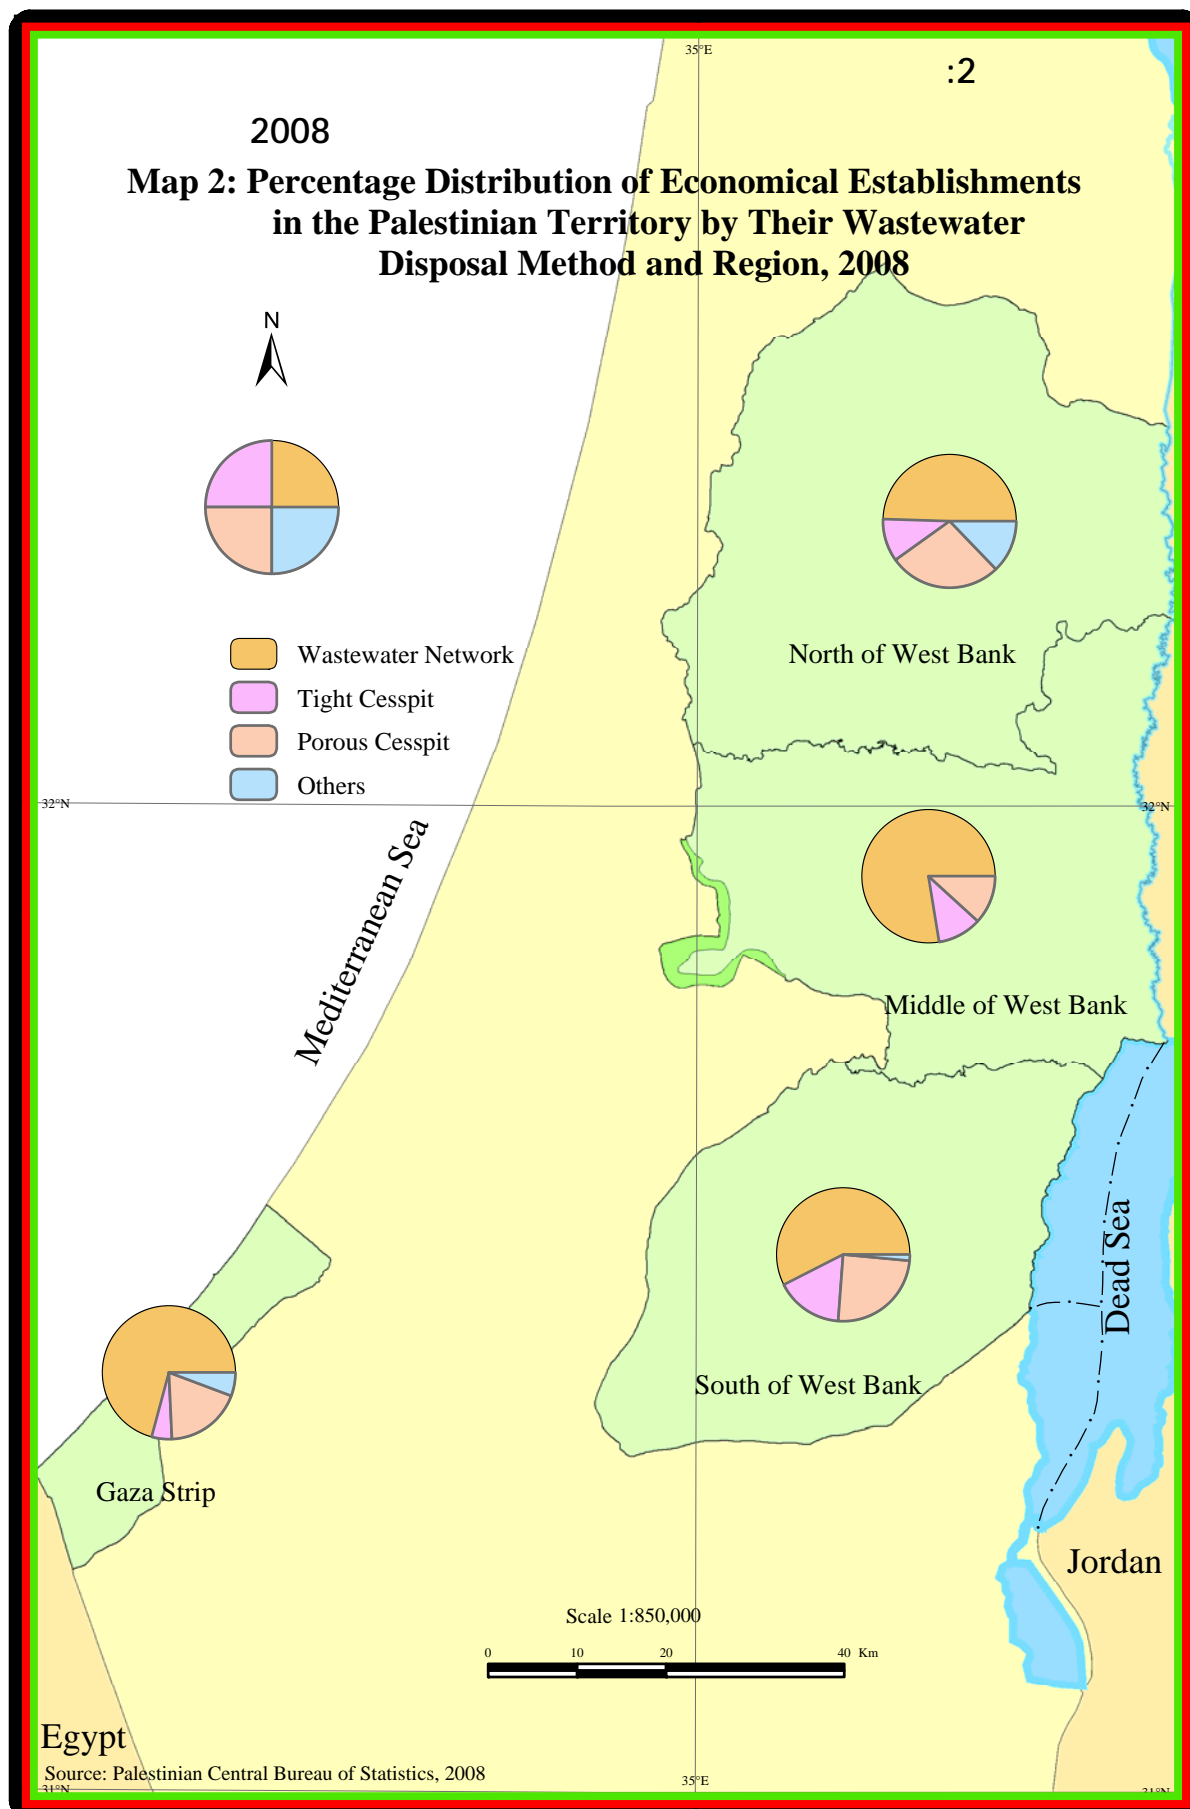 35°E
:2
2008
Map 2: Percentage Distribution of Economical Establishments
in the Palestinian Territory by Their Wastewater
Disposal Method and Region, 2008
N
Wastewater Network
Tight Cesspit
Porous Cesspit
Others
North of West Bank
32°N
32°N
Mediterranean Sea
Middle of West Bank
Dead Sea
South of West Bank
Gaza Strip
Jordan
Scale 1:850,000
0 10 20 40 Km
Egypt
Source: Palestinian Central Bureau of Statistics, 2008
35°E
31°N
31°N